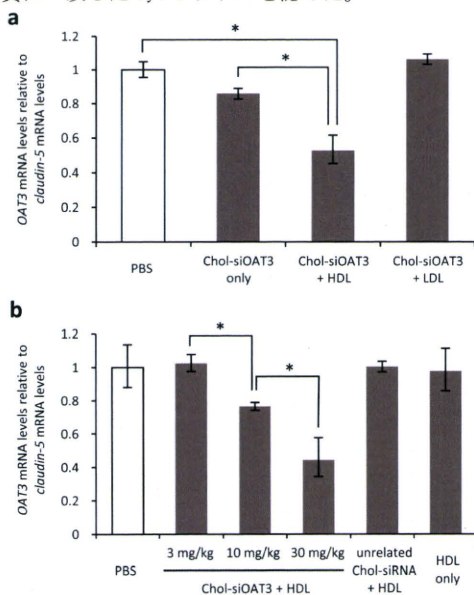 a
*
*
1.2
1
0.8
0.6
0.4
0.2
0
OAT3 mRNA levels relative to
claudin-5 mRNA levels
PBS
Chol-siOAT3
only
Chol-siOAT3
+ HDL
Chol-siOAT3
+ LDL
b
*
*
1.2
1
0.8
0.6
0.4
0.2
0
OAT3 mRNA levels relative to
claudin-5 mRNA levels
PBS
3 mg/kg 10 mg/kg 30 mg/kg
Chol-siOAT3 + HDL
unrelated
Chol-siRNA
+ HDL
HDL
only